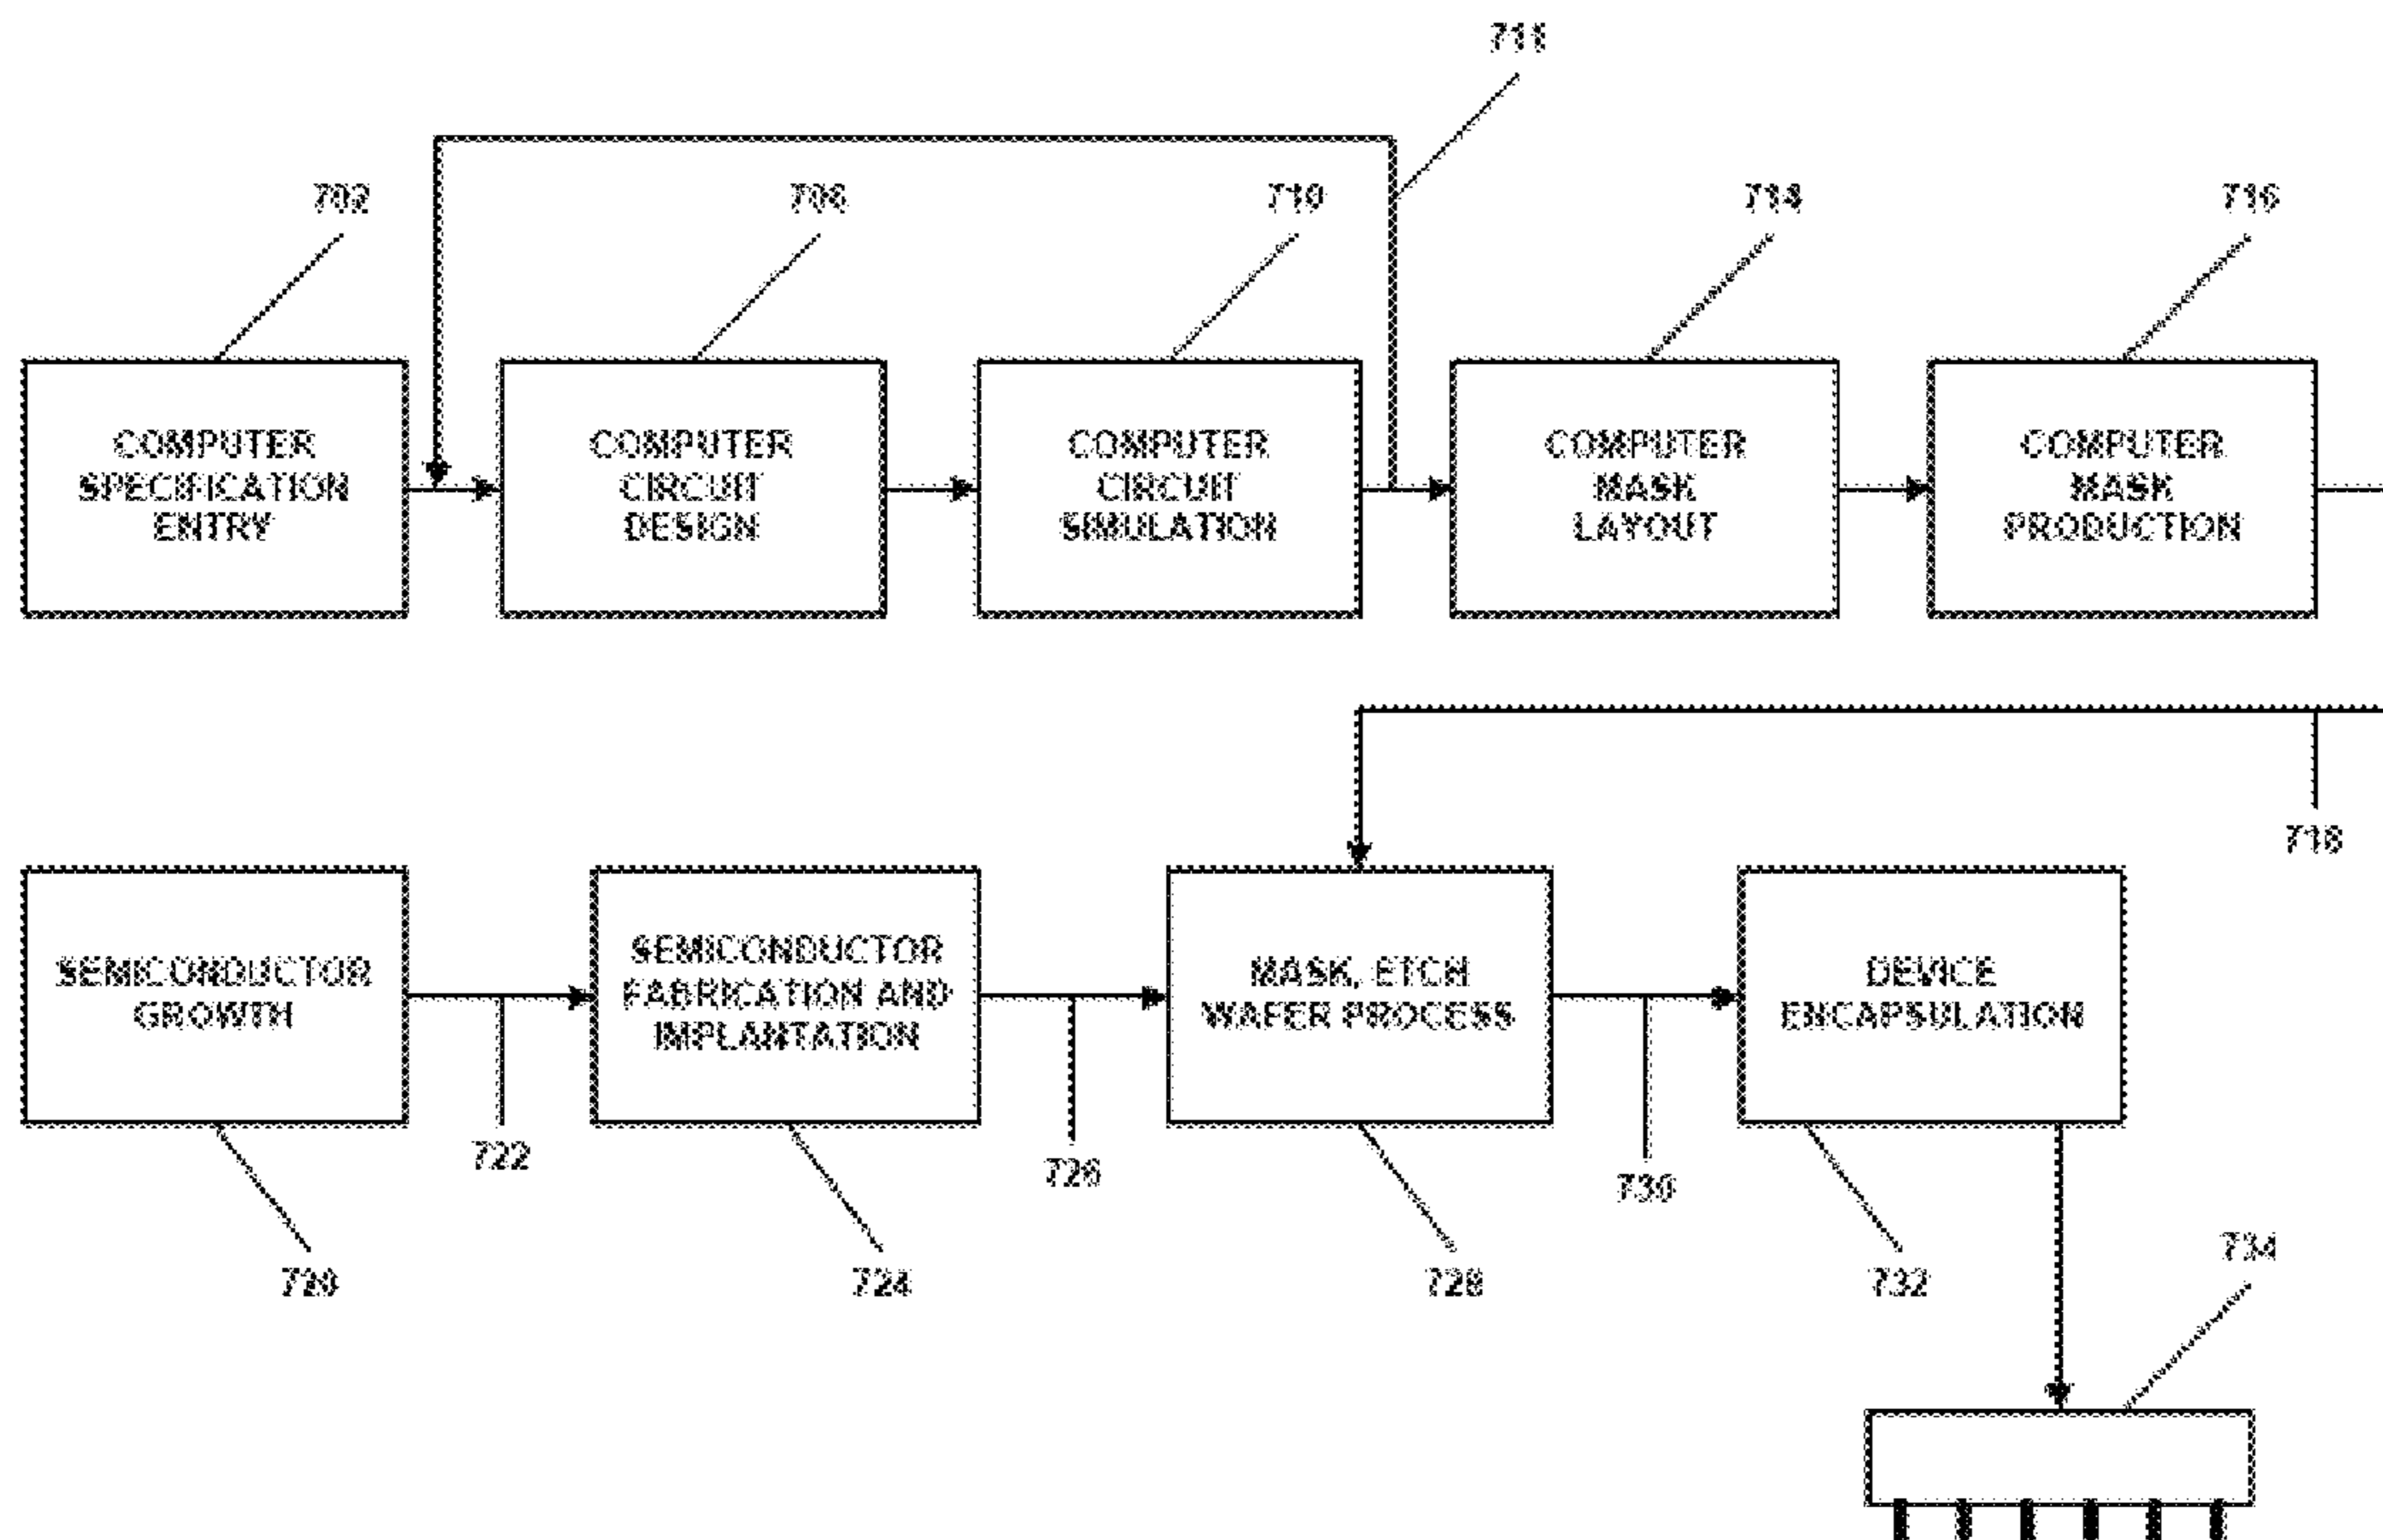 711
702
706
710
714
716
COMPUTER
SPECIFICATION
ENTRY
COMPUTER
CIRCUIT
DESIGN
COMPUTER
CIRCUIT
SIMULATION
COMPUTER
MASK
LAYOUT
COMPUTER
MASK
PRODUCTION
718
SEMICONDUCTOR
GROWTH
SEMICONDUCTOR
FABRICATION AND
IMPLANTATION
MASK, ETCH
WAFER PROCESS
DEVICE
ENCAPSULATION
722
726
730
720
724
728
732
734